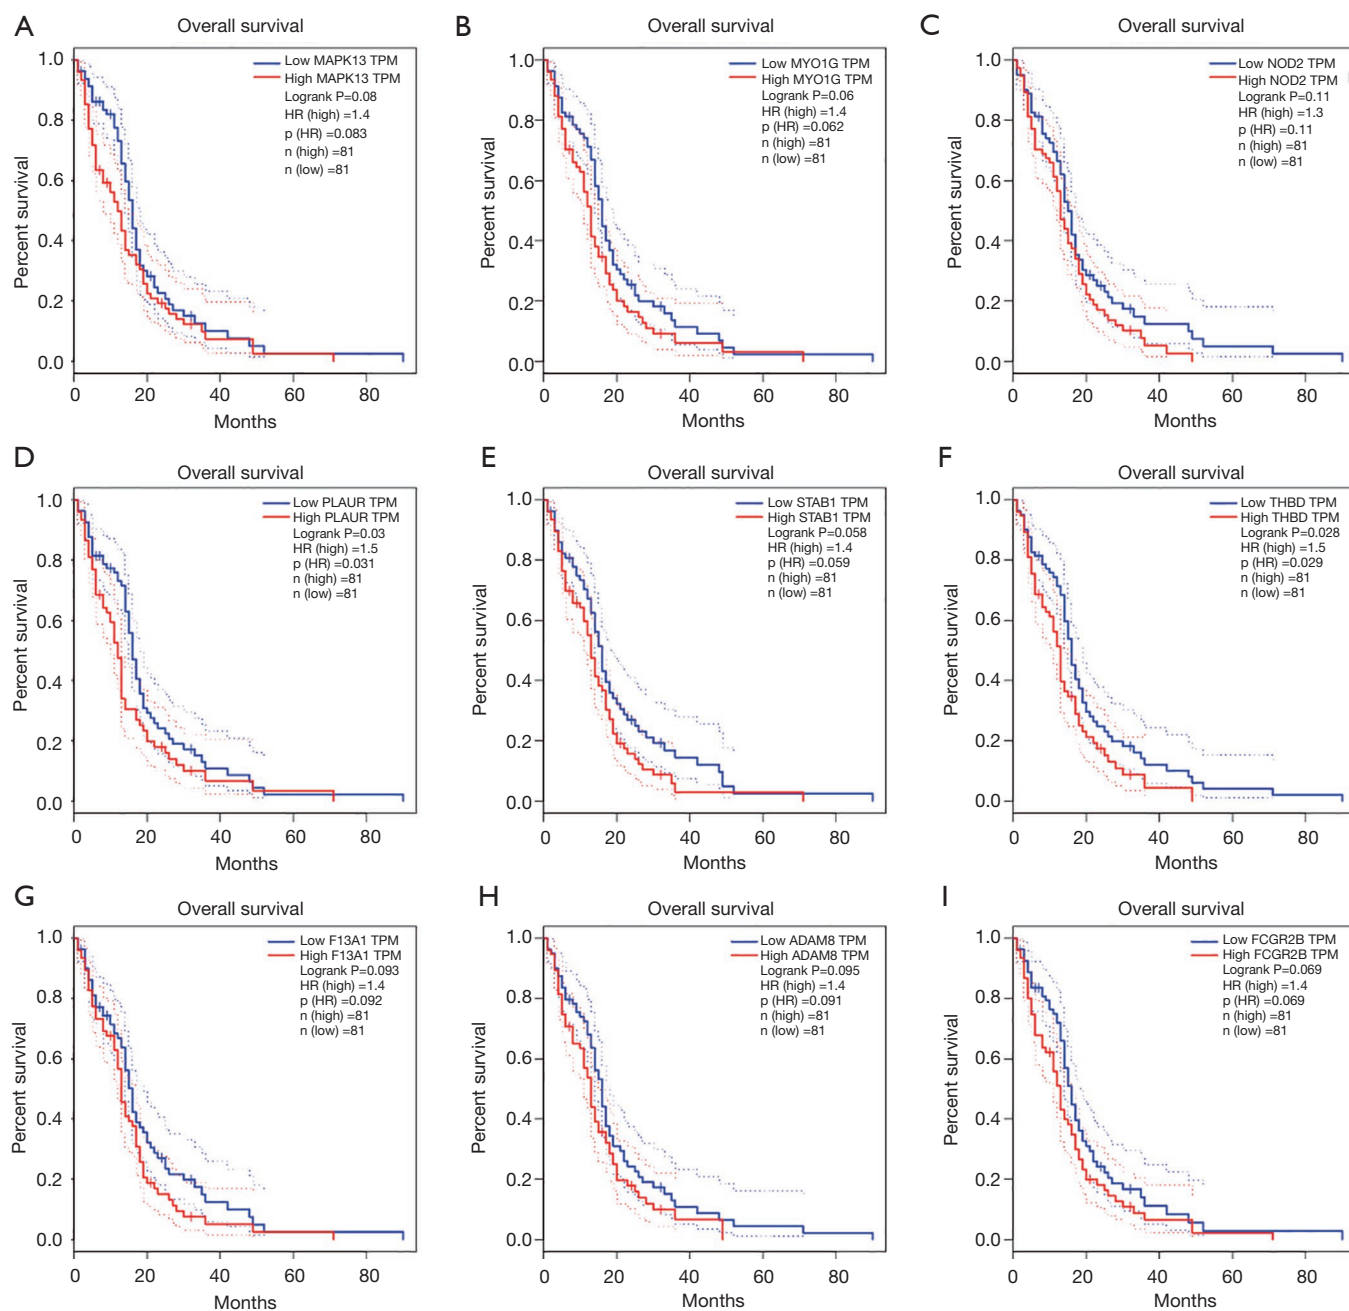 A
Overall survival
Low MAPK13 TPM
High MAPK13 TPM
Logrank P=0.08
HR (high) =1.4
p (HR) =0.083
n (high) =81
n (low) =81
Percent survival
1.0
0.8
0.6
0.4
0.2
0.0
0 20 40 60 80
Months
B
Overall survival
Low MYO1G TPM
High MYO1G TPM
Logrank P=0.06
HR (high) =1.4
p (HR) =0.062
n (high) =81
n (low) =81
Percent survival
1.0
0.8
0.6
0.4
0.2
0.0
0 20 40 60 80
Months
C
Overall survival
Low NOD2 TPM
High NOD2 TPM
Logrank P=0.11
HR (high) =1.3
p (HR) =0.11
n (high) =81
n (low) =81
Percent survival
1.0
0.8
0.6
0.4
0.2
0.0
0 20 40 60 80
Months
D
Overall survival
Low PLAUR TPM
High PLAUR TPM
Logrank P=0.03
HR (high) =1.5
p (HR) =0.031
n (high) =81
n (low) =81
Percent survival
1.0
0.8
0.6
0.4
0.2
0.0
0 20 40 60 80
Months
E
Overall survival
Low STAB1 TPM
High STAB1 TPM
Logrank P=0.058
HR (high) =1.4
p (HR) =0.059
n (high) =81
n (low) =81
Percent survival
1.0
0.8
0.6
0.4
0.2
0.0
0 20 40 60 80
Months
F
Overall survival
Low THBD TPM
High THBD TPM
Logrank P=0.028
HR (high) =1.5
p (HR) =0.029
n (high) =81
n (low) =81
Percent survival
1.0
0.8
0.6
0.4
0.2
0.0
0 20 40 60 80
Months
G
Overall survival
Low F13A1 TPM
High F13A1 TPM
Logrank P=0.093
HR (high) =1.4
p (HR) =0.092
n (high) =81
n (low) =81
Percent survival
1.0
0.8
0.6
0.4
0.2
0.0
0 20 40 60 80
Months
H
Overall survival
Low ADAM8 TPM
High ADAM8 TPM
Logrank P=0.095
HR (high) =1.4
p (HR) =0.091
n (high) =81
n (low) =81
Percent survival
1.0
0.8
0.6
0.4
0.2
0.0
0 20 40 60 80
Months
I
Overall survival
Low FCGR2B TPM
High FCGR2B TPM
Logrank P=0.069
HR (high) =1.4
p (HR) =0.069
n (high) =81
n (low) =81
Percent survival
1.0
0.8
0.6
0.4
0.2
0.0
0 20 40 60 80
Months